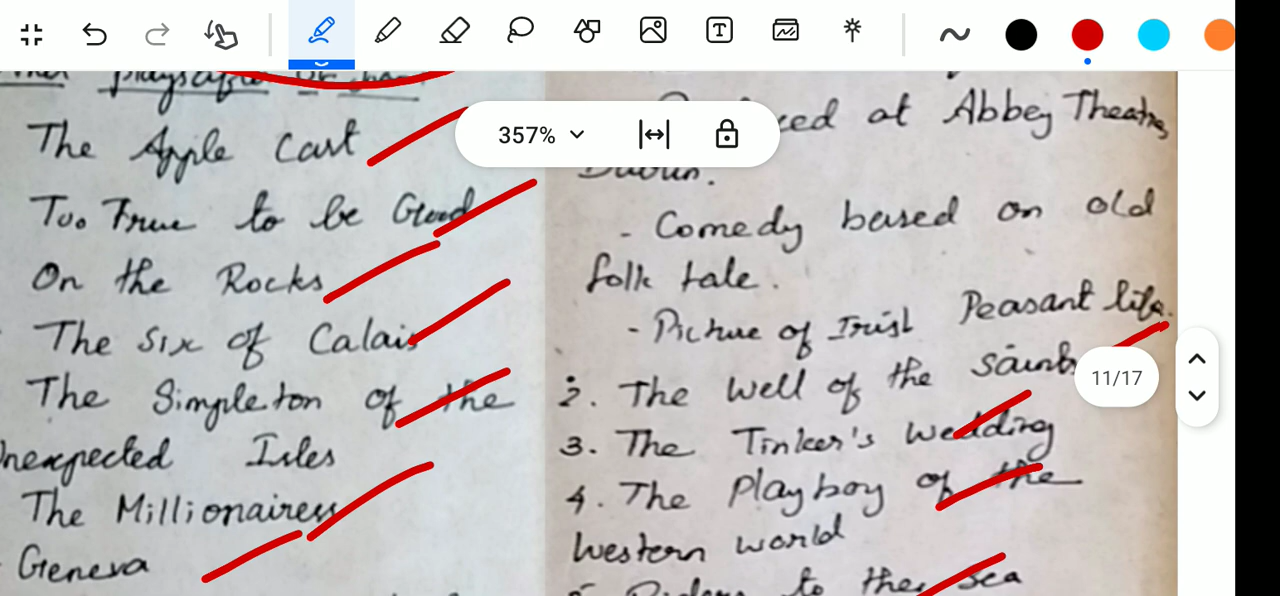 357%
11/17
The Apple Cart
Too True to be Good
On the Rocks
The Six of Calais
The Simpleton of the
Unexpected Isles
The Millionairess
Geneva
at Abbey Theatre,
Dublin.
- Comedy based on old
folk tale.
- Picture of Irish Peasant life.
2. The Well of the Saints
3. The Tinker's Wedding
4. The Playboy of the
Western World
to the Sea